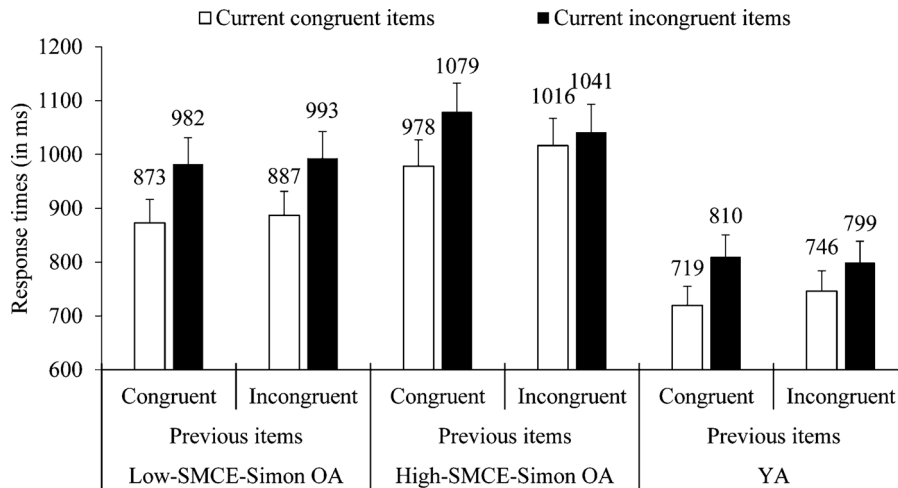 Current congruent items
Current incongruent items
Response times (in ms)
1200
1100
1000
900
800
700
600
873
982
887
993
978
1079
1016
1041
719
810
746
799
Congruent
Incongruent
Congruent
Incongruent
Congruent
Incongruent
Previous items
Previous items
Previous items
Low-SMCE-Simon OA
High-SMCE-Simon OA
YA